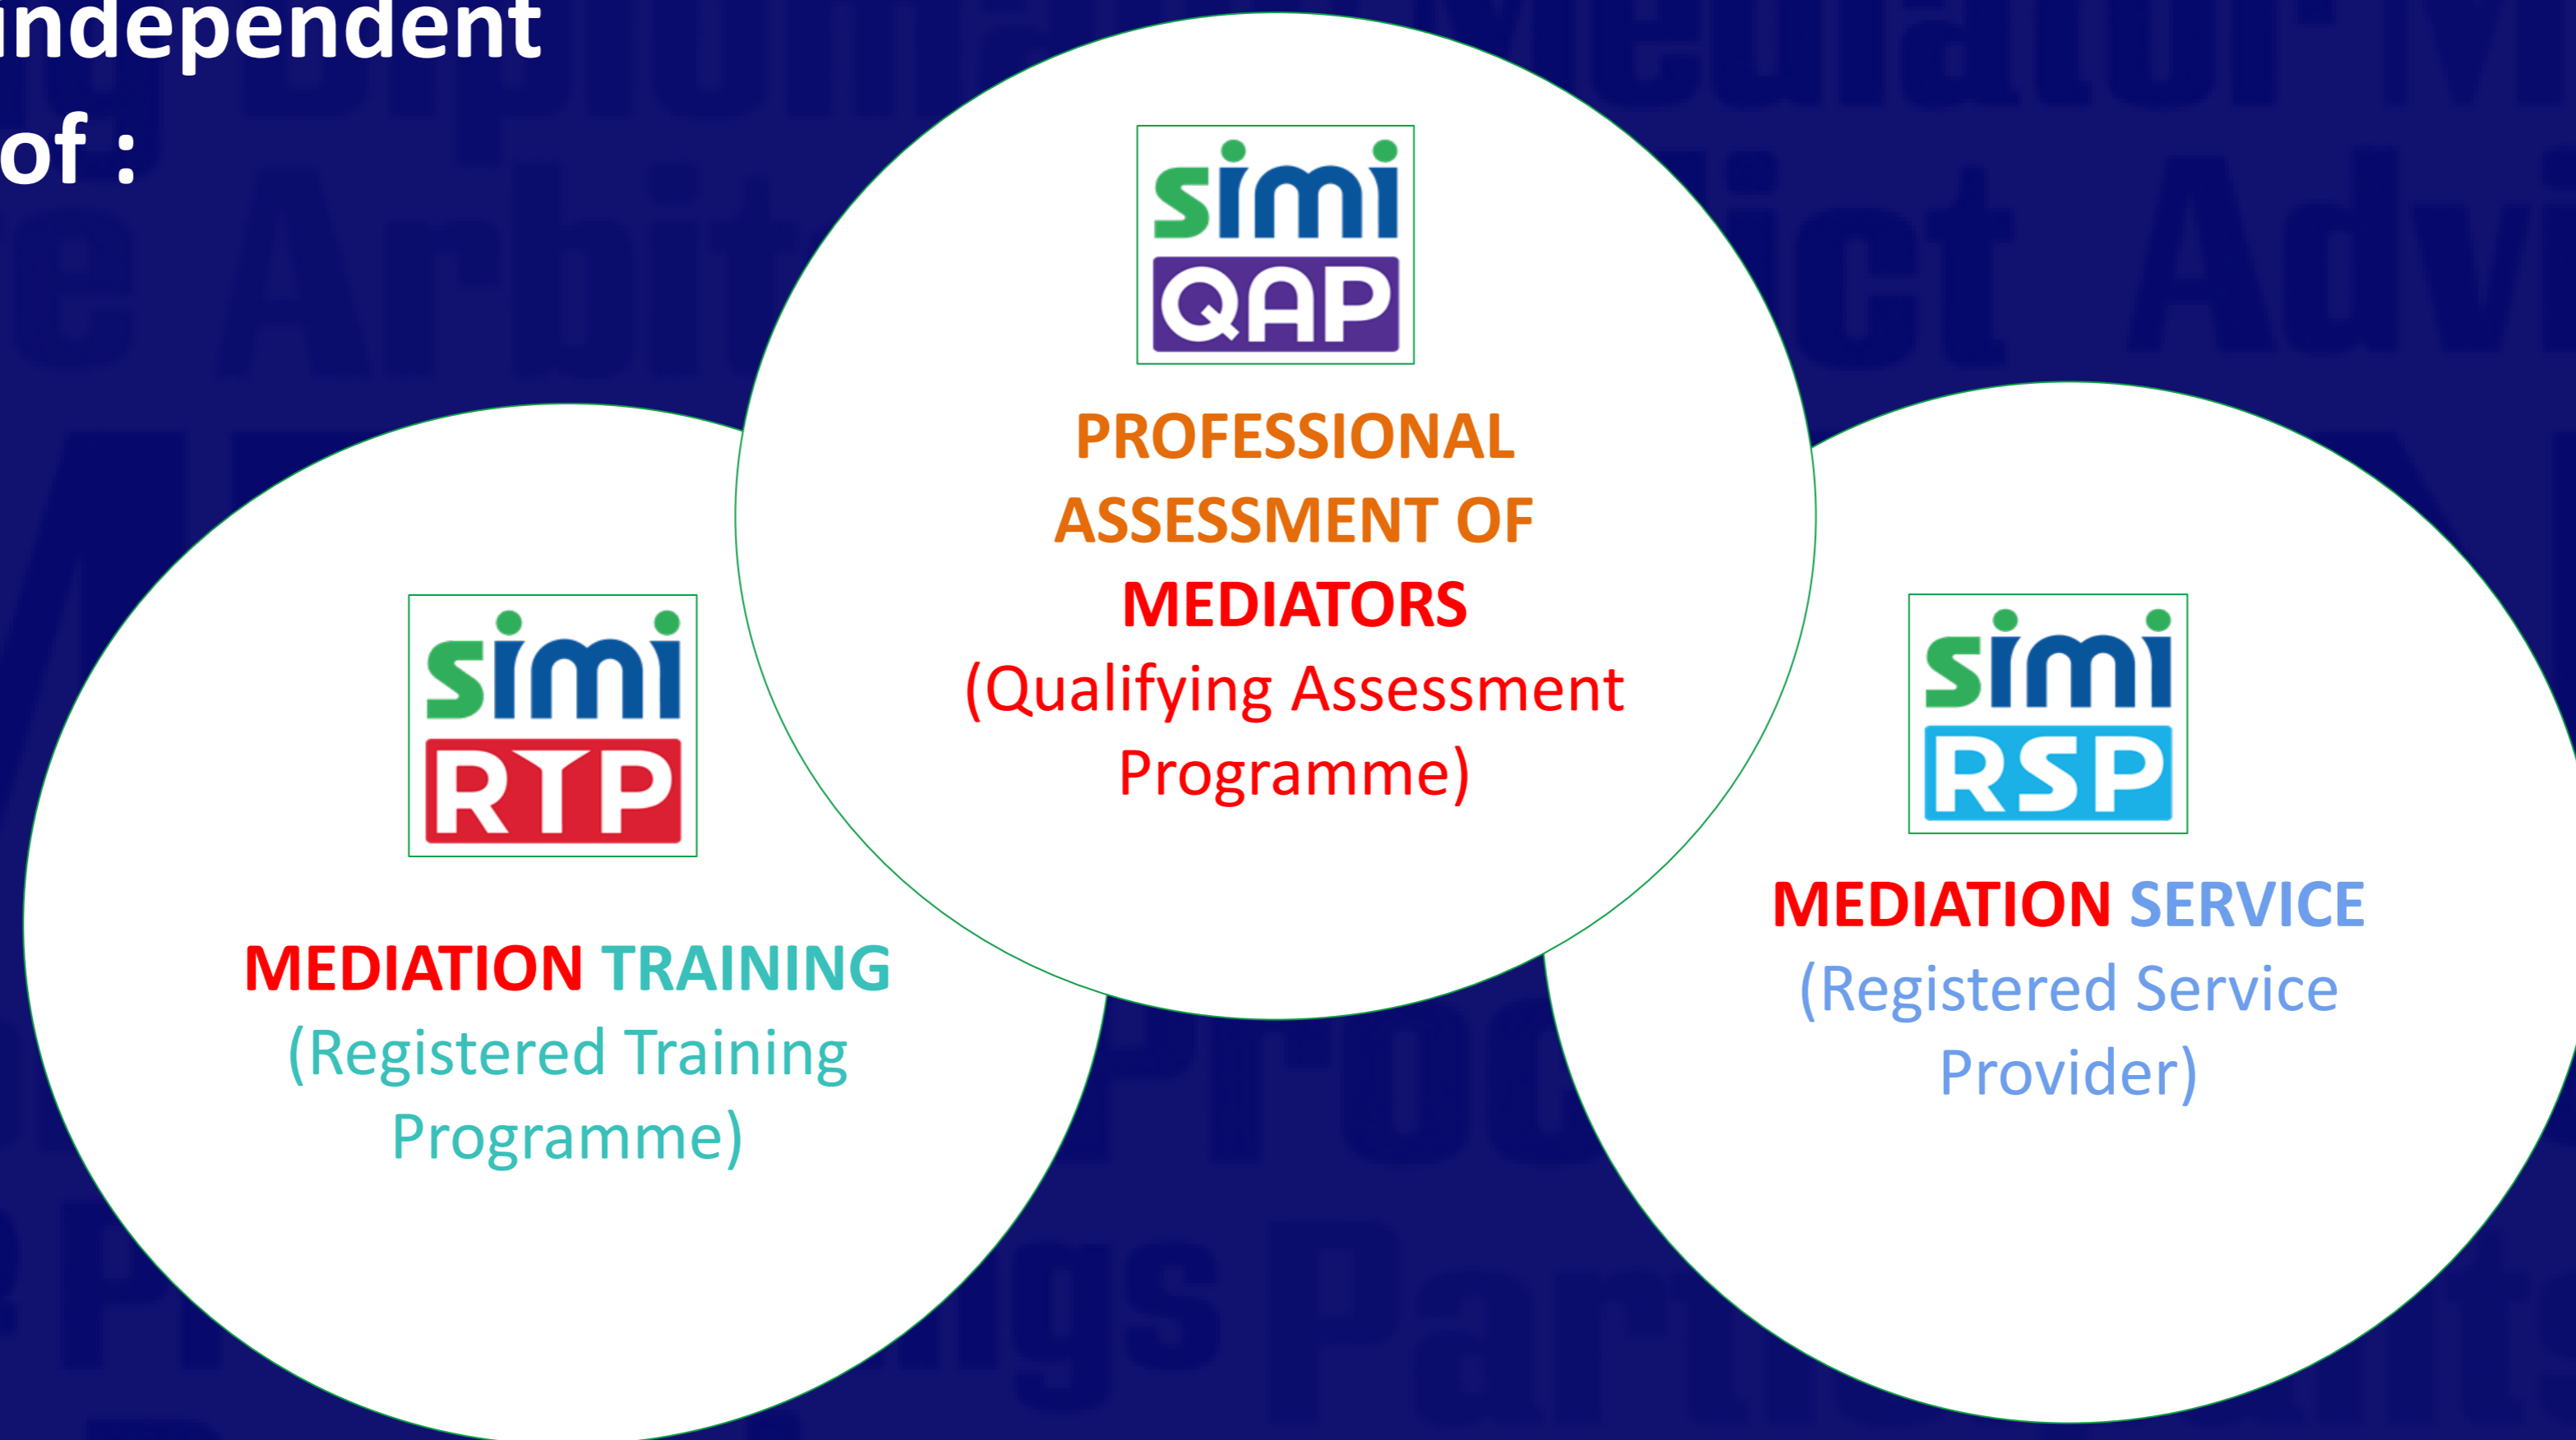 independent
of :
simi
QAP
PROFESSIONAL
ASSESSMENT OF
MEDIATORS
(Qualifying Assessment
Programme)
simi
RTP
MEDIATION TRAINING
(Registered Training
Programme)
simi
RSP
MEDIATION SERVICE
(Registered Service
Provider)